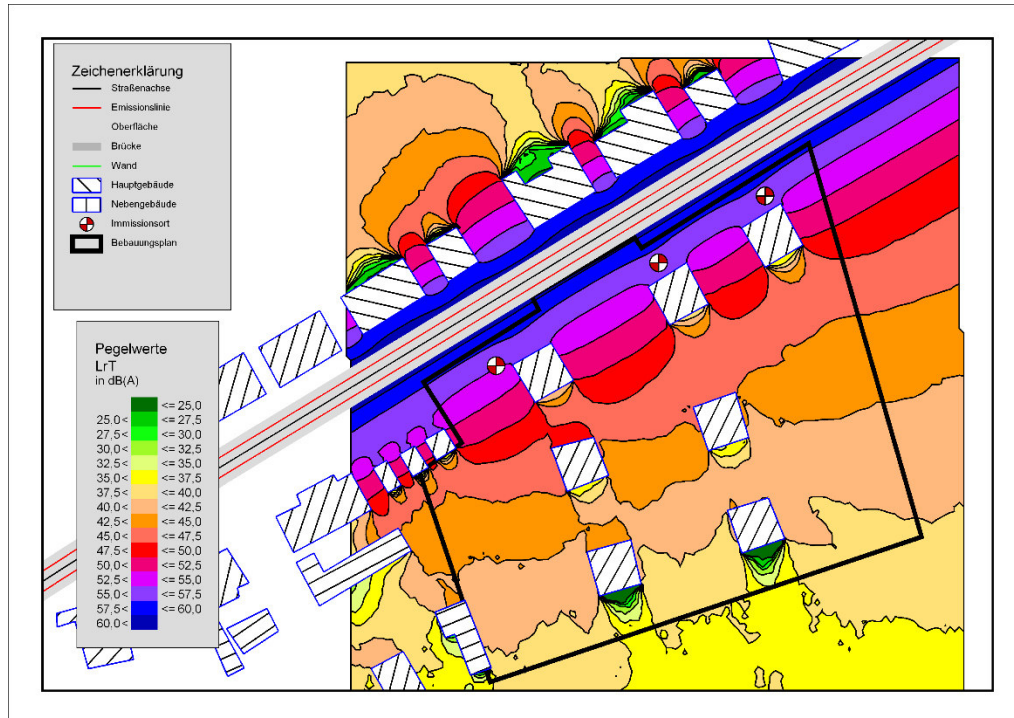 Zeichenerklärung
Straßenachse
Emissionslinie
Oberfläche
Brücke
Wand
Hauptgebäude
Nebengebäude
Immissionsort
Bebauungsplan
Pegelwerte
LrT
in dB(A)
<= 25,0
25,0 < <= 27,5
27,5 < <= 30,0
30,0 < <= 32,5
32,5 < <= 35,0
35,0 < <= 37,5
37,5 < <= 40,0
40,0 < <= 42,5
42,5 < <= 45,0
45,0 < <= 47,5
47,5 < <= 50,0
50,0 < <= 52,5
52,5 < <= 55,0
55,0 < <= 57,5
57,5 < <= 60,0
60,0 <